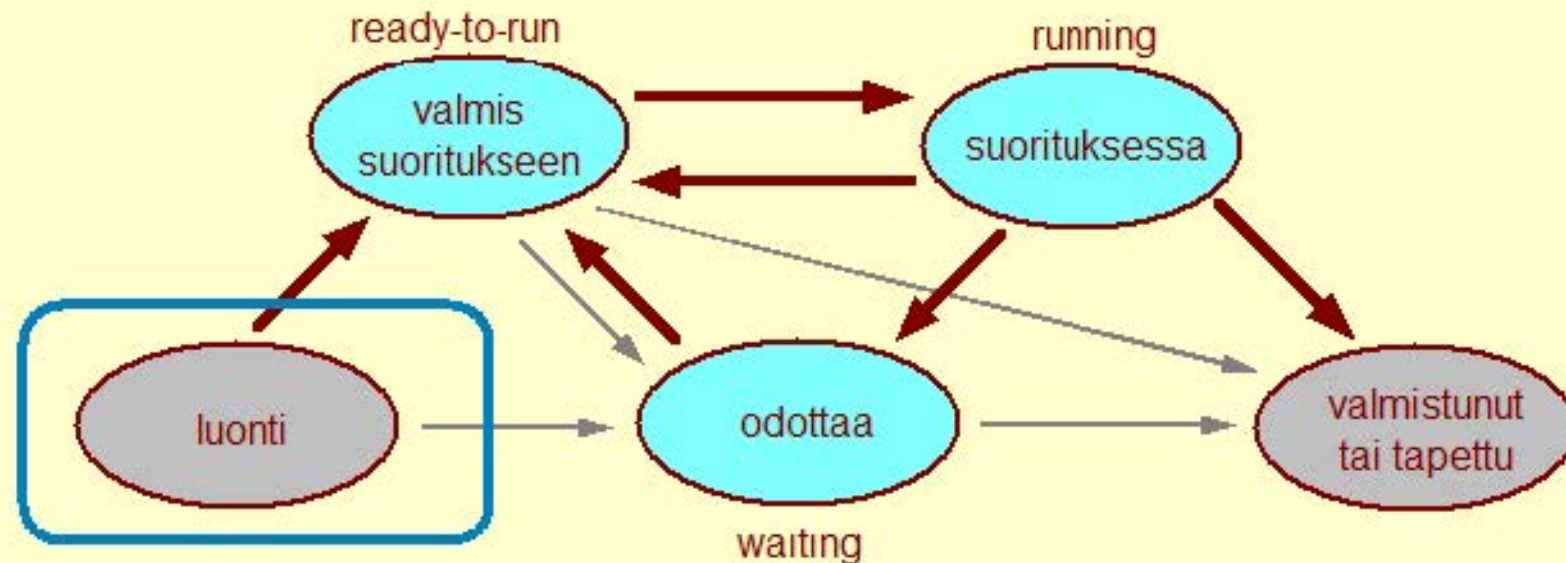 ready-to-run
running
valmis
suoritukseen
suorituksessa
luonti
odottaa
valmistunut
tai tapettu
waiting